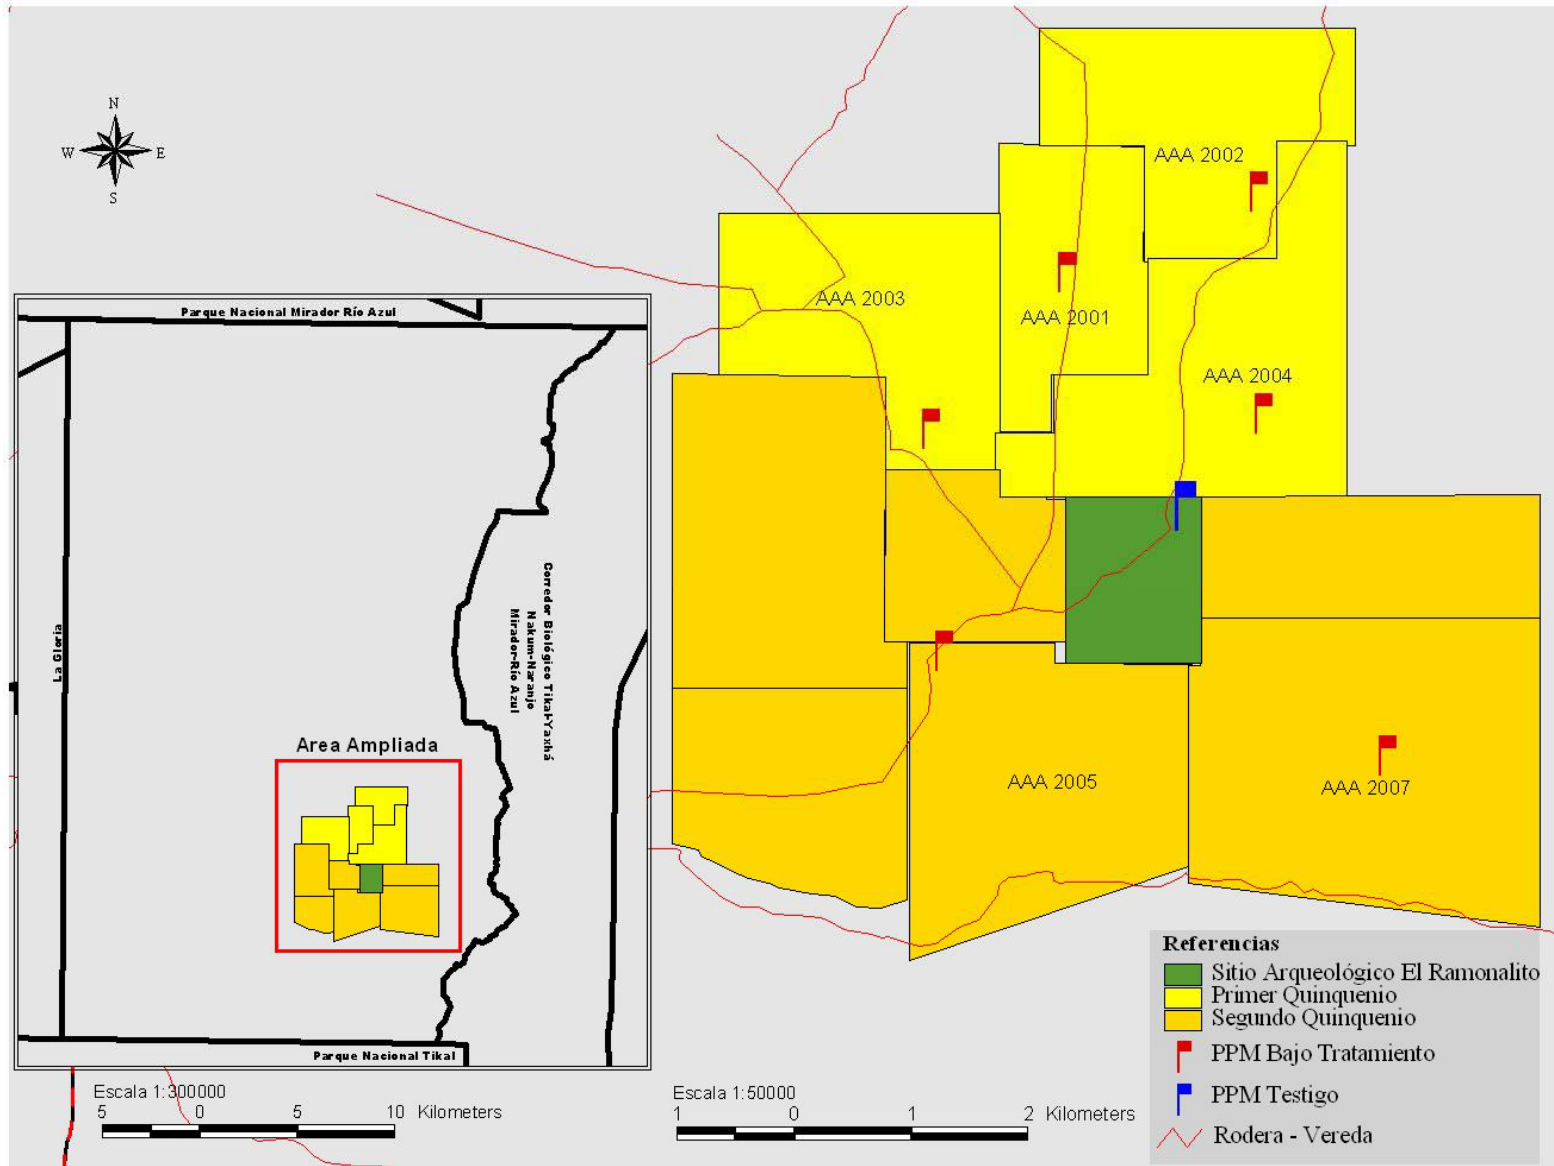 N
W
E
S
Parque Nacional Mirador Río Azul
La Gloria
Corredor Biológico Tikal-Yaxhá
Nakum-Naranjo
Mirador-Río Azul
Area Ampliada
Parque Nacional Tikal
Escala 1:300000
5 0 5 10 Kilometers
AAA 2002
AAA 2003
AAA 2001
AAA 2004
AAA 2005
AAA 2007
Escala 1:50000
1 0 1 2 Kilometers
Referencias
Sitio Arqueológico El Ramonalito
Primer Quinquenio
Segundo Quinquenio
PPM Bajo Tratamiento
PPM Testigo
Rodera - Vereda